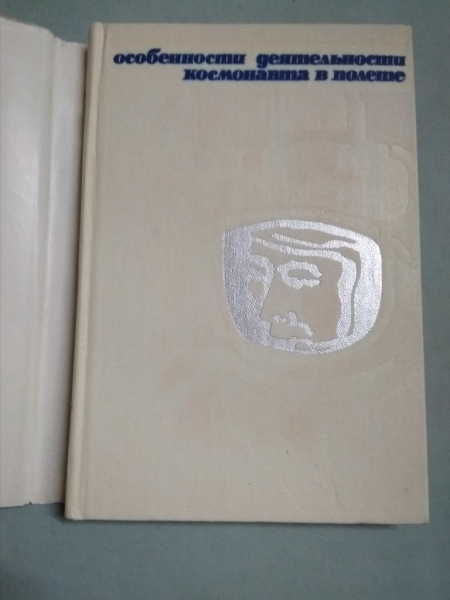 особенности деятельности
космонавта в полете